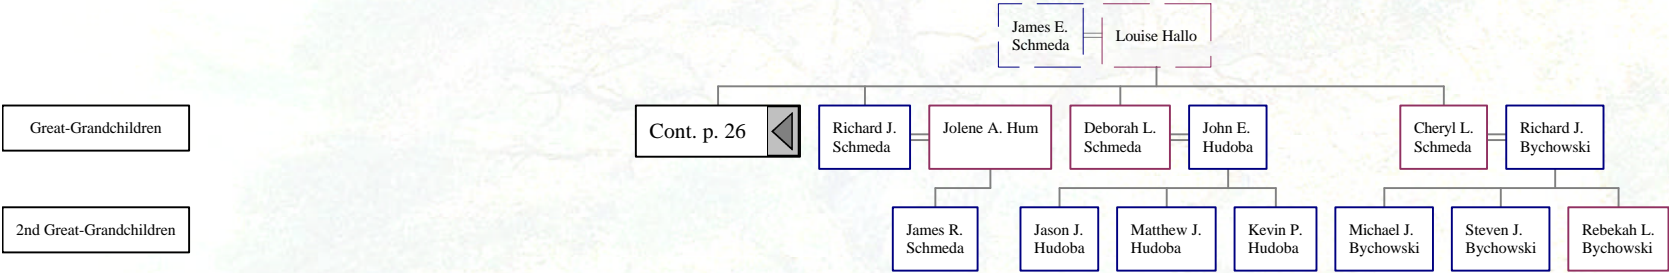 James E.
Schmeda
Louise Hallo
Great-Grandchildren
Cont. p. 26
Richard J.
Schmeda
Jolene A. Hum
Deborah L.
Schmeda
John E.
Hudoba
Cheryl L.
Schmeda
Richard J.
Bychowski
2nd Great-Grandchildren
James R.
Schmeda
Jason J.
Hudoba
Matthew J.
Hudoba
Kevin P.
Hudoba
Michael J.
Bychowski
Steven J.
Bychowski
Rebekah L.
Bychowski